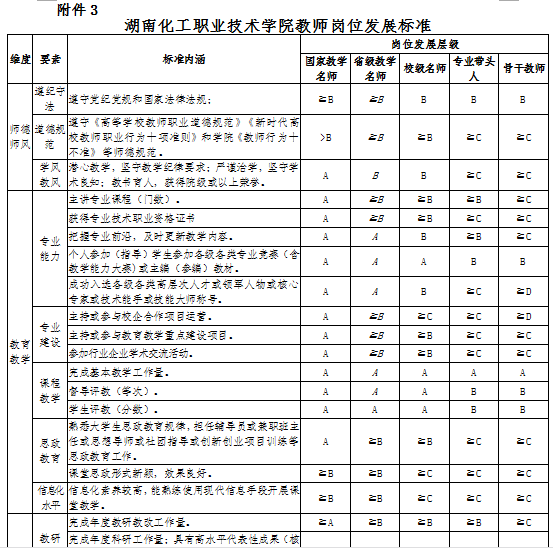 附件 3
湖南化工职业技术学院教师岗位发展标准
维度 要素 标准内涵 岗位发展层级
国家教学名师 省级教学名师 校级名师 专业带头人 骨干教师
师德师风 遵纪守法 遵守党纪党规和国家法律法规； ≧B ≧B B B B
道德规范 遵守《高等学校教师职业道德规范》《新时代高校教师职业行为十项准则》和学院《教师行为十不准》等师德规范。 >B ≧B ≧B ≧C ≧C
学风教风 潜心教学，坚守教学纪律要求；严谨治学，坚守学术良知；教书育人，获得院级或以上荣誉。 A B B ≧C ≧C
教育教学 专业能力 主讲专业课程（门数）。 A ≧B ≧B ≧B ≧C
获得专业技术职业资格证书 A ≧B ≧B ≧C ≧C
把握专业前沿，及时更新教学内容。 A A B ≧B ≧C
个人参加（指导）学生参加各级各类专业竞赛（含教学能力大赛)或主编（参编）教材。 A A A B B
成功入选各级各类高层次人才或领军人物或核心专家或技术能手或技能大师称号。 A A B ≧C ≧D
专业建设 主持或参与校企合作项目运营。 A ≧B ≧C ≧C ≧D
主持或参与教育教学重点建设项目。 A ≧B ≧B ≧C ≧C
参加行业企业学术交流活动。 A ≧B ≧B ≧C ≧C
课程教学 完成基本教学工作量。 A A A A A
督导评教（等次）。 A A A B B
学生评教（分数）。 A A A B B
思政教育 熟悉大学生思政教育规律，担任辅导员或兼职班主任或思想导师或社团指导或创新创业项目训练等思政教育工作。 A ≧B ≧B ≧C ≧C
课堂思政形式新颖，效果良好。 ≧B ≧B ≧C ≧C ≧C
信息化水平 信息化素养较高，能熟练使用现代信息手段开展课堂教学。 ≧B ≧B ≧C ≧C ≧C
教研 完成年度教研教改工作量。 ≧A ≧B ≧B ≧B ≧C
完成年度科研工作量；具有高水平代表性成果（核